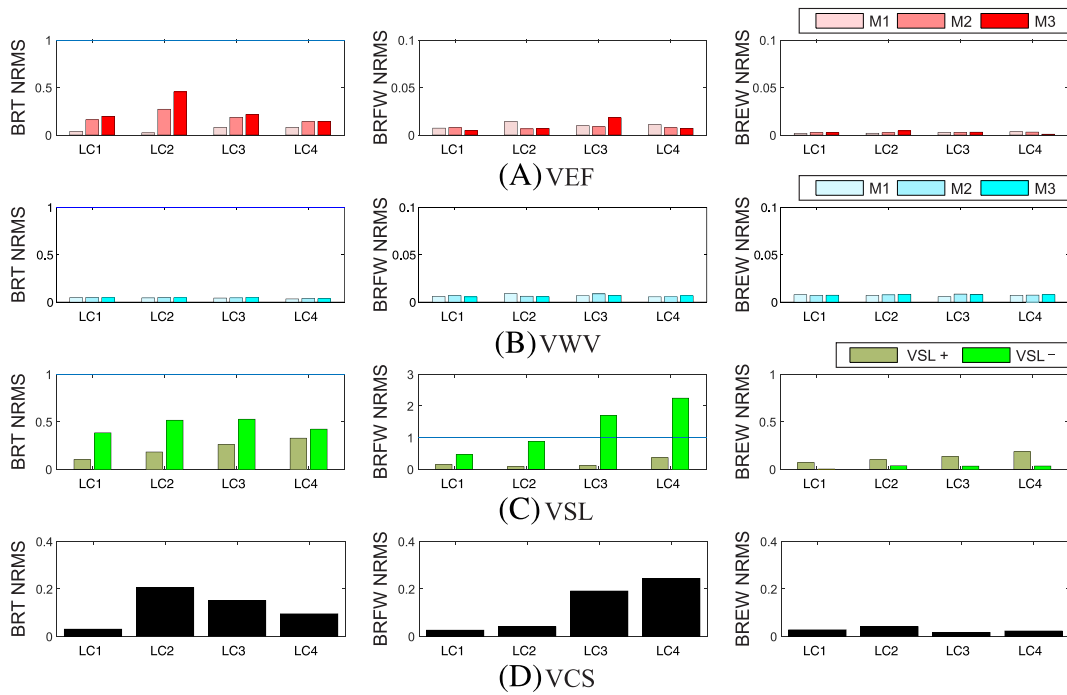 M1 M2 M3
BRT NRMS
1
0.5
0
LC1 LC2 LC3 LC4
BRFW NRMS
0.1
0.05
0
LC1 LC2 LC3 LC4
BREW NRMS
0.1
0.05
0
LC1 LC2 LC3 LC4
(A) VEF
M1 M2 M3
BRT NRMS
1
0.5
0
LC1 LC2 LC3 LC4
BRFW NRMS
0.1
0.05
0
LC1 LC2 LC3 LC4
BREW NRMS
0.1
0.05
0
LC1 LC2 LC3 LC4
(B) VWV
VSL + VSL −
BRT NRMS
1
0.5
0
LC1 LC2 LC3 LC4
BRFW NRMS
3
2
1
0
LC1 LC2 LC3 LC4
BREW NRMS
1
0.5
0
LC1 LC2 LC3 LC4
(C) VSL
BRT NRMS
0.4
0.2
0
LC1 LC2 LC3 LC4
BRFW NRMS
0.4
0.2
0
LC1 LC2 LC3 LC4
BREW NRMS
0.4
0.2
0
LC1 LC2 LC3 LC4
(D) VCS